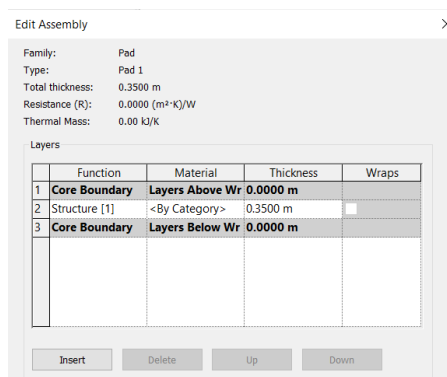 Edit Assembly
Family: Pad
Type: Pad 1
Total thickness: 0.3500 m
Resistance (R): 0.0000 (m²·K)/W
Thermal Mass: 0.00 kJ/K
Layers
Function Material Thickness Wraps
1 Core Boundary Layers Above Wr 0.0000 m
2 Structure [1] <By Category> 0.3500 m
3 Core Boundary Layers Below Wr 0.0000 m
Insert Delete Up Down